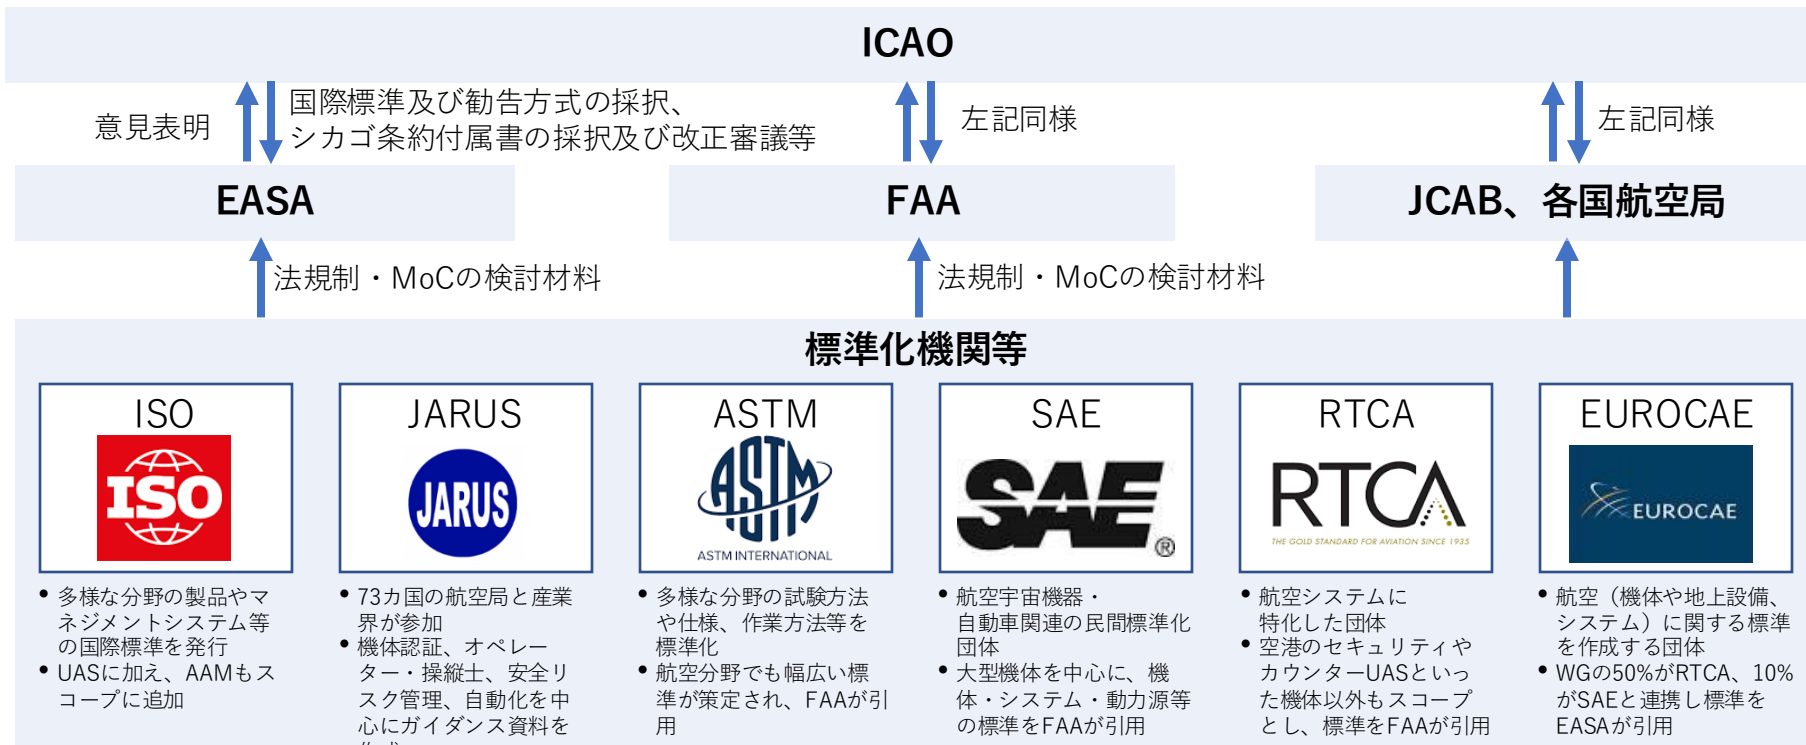 ICAO
意見表明
国際標準及び勧告方式の採択、
シカゴ条約付属書の採択及び改正審議等
左記同様
左記同様
EASA
FAA
JCAB、各国航空局
法規制・MoCの検討材料
法規制・MoCの検討材料
標準化機関等
ISO
ISO
• 多様な分野の製品やマ
ネジメントシステム等
の国際標準を発行
• UASに加え、AAMもス
コープに追加
JARUS
JARUS
• 73カ国の航空局と産業
界が参加
• 機体認証、オペレー
ター・操縦士、安全リ
スク管理、自動化を中
心にガイダンス資料を
ASTM
ASTM
ASTM INTERNATIONAL
• 多様な分野の試験方法
や仕様、作業方法等を
標準化
• 航空分野でも幅広い標
準が策定され、FAAが引
用
SAE
SAE®
• 航空宇宙機器・
自動車関連の民間標準化
団体
• 大型機体を中心に、機
体・システム・動力源等
の標準をFAAが引用
RTCA
RTCA
THE GOLD STANDARD FOR AVIATION SINCE 1935
• 航空システムに
特化した団体
• 空港のセキュリティや
カウンターUASといっ
た機体以外もスコープ
とし、標準をFAAが引用
EUROCAE
EUROCAE
• 航空（機体や地上設備、
システム）に関する標準
を作成する団体
• WGの50%がRTCA、10%
がSAEと連携し標準を
EASAが引用